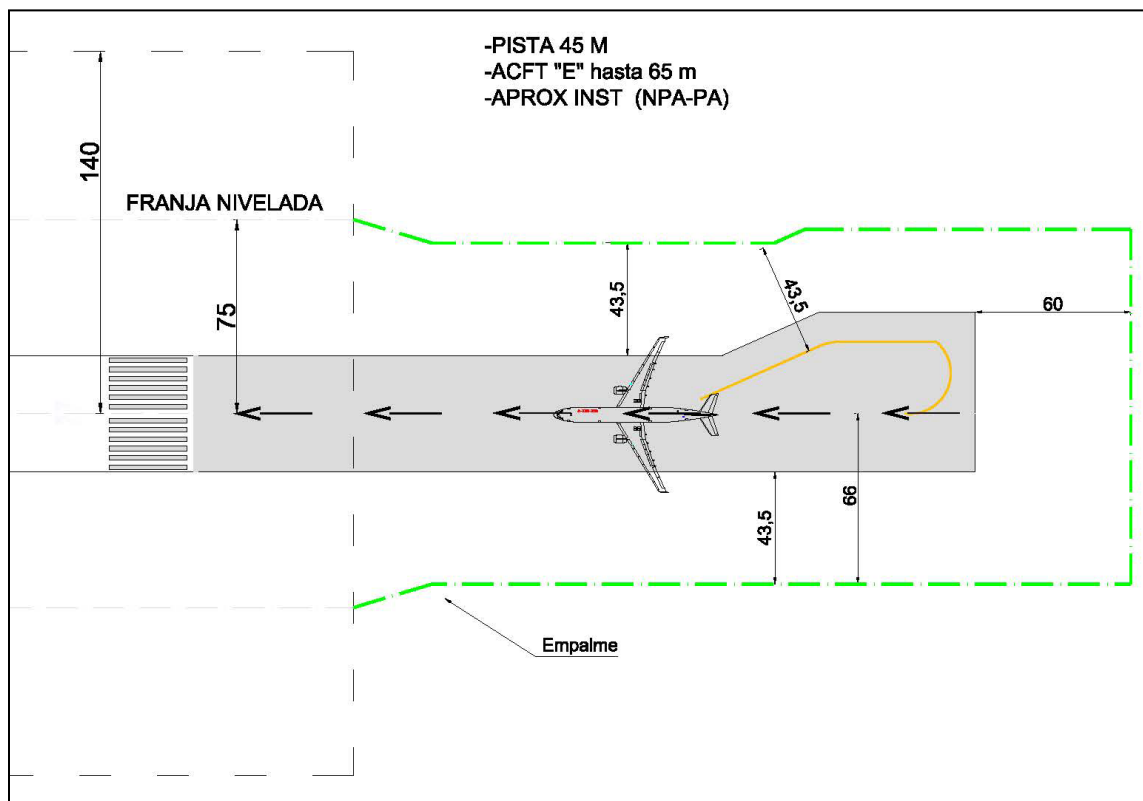 -PISTA 45 M
-ACFT "E" hasta 65 m
-APROX INST (NPA-PA)
140
FRANJA NIVELADA
75
43,5
43,5
60
66
43,5
Empalme